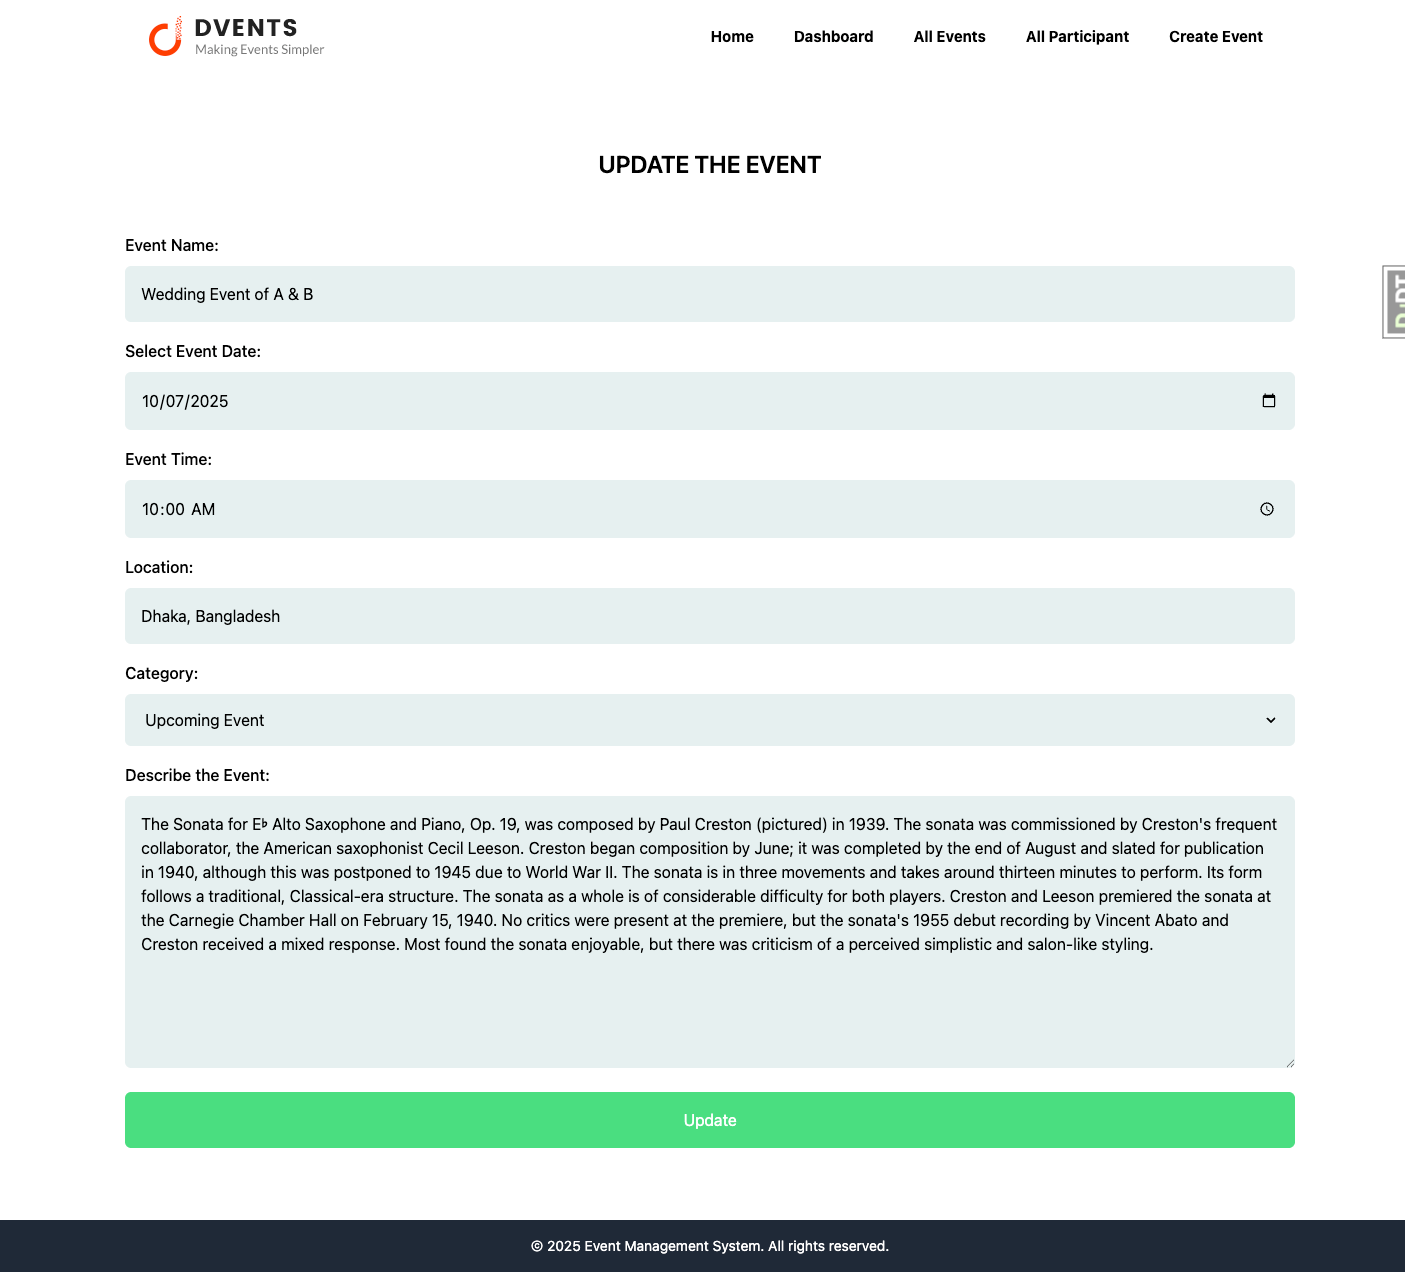 DVENTS
Making Events Simpler
Home Dashboard All Events All Participant Create Event
UPDATE THE EVENT
Event Name:
Wedding Event of A & B
Select Event Date:
10/07/2025
Event Time:
10:00 AM
Location:
Dhaka, Bangladesh
Category:
Upcoming Event
Describe the Event:
The Sonata for E♭ Alto Saxophone and Piano, Op. 19, was composed by Paul Creston (pictured) in 1939. The sonata was commissioned by Creston's frequent
collaborator, the American saxophonist Cecil Leeson. Creston began composition by June; it was completed by the end of August and slated for publication
in 1940, although this was postponed to 1945 due to World War II. The sonata is in three movements and takes around thirteen minutes to perform. Its form
follows a traditional, Classical-era structure. The sonata as a whole is of considerable difficulty for both players. Creston and Leeson premiered the sonata at
the Carnegie Chamber Hall on February 15, 1940. No critics were present at the premiere, but the sonata's 1955 debut recording by Vincent Abato and
Creston received a mixed response. Most found the sonata enjoyable, but there was criticism of a perceived simplistic and salon-like styling.
Update
© 2025 Event Management System. All rights reserved.